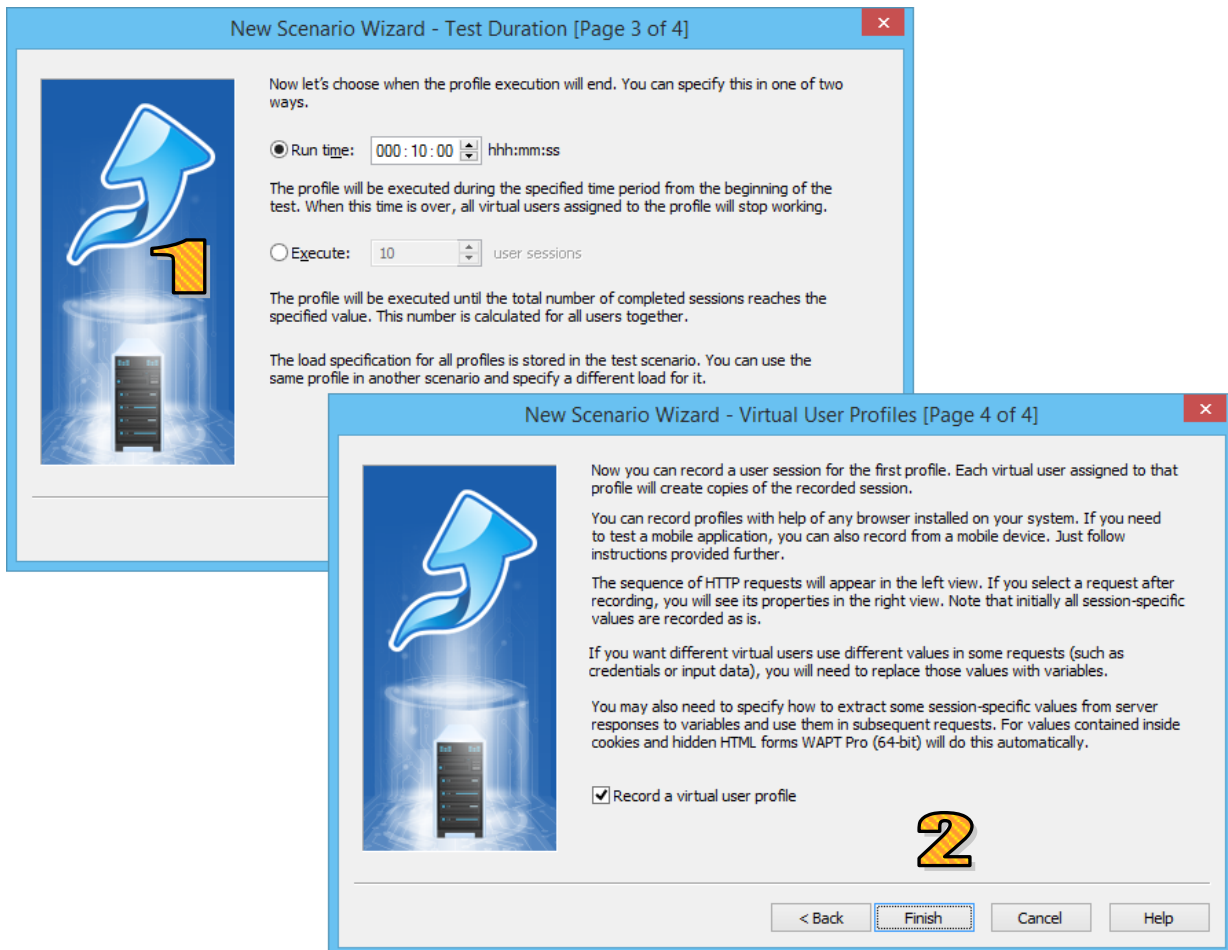 New Scenario Wizard - Test Duration [Page 3 of 4]
Now let's choose when the profile execution will end. You can specify this in one of two
ways.
Run time: 000:10:00 hhh:mm:ss
The profile will be executed during the specified time period from the beginning of the
test. When this time is over, all virtual users assigned to the profile will stop working.
Execute: 10 user sessions
The profile will be executed until the total number of completed sessions reaches the
specified value. This number is calculated for all users together.
The load specification for all profiles is stored in the test scenario. You can use the
same profile in another scenario and specify a different load for it.
1
New Scenario Wizard - Virtual User Profiles [Page 4 of 4]
Now you can record a user session for the first profile. Each virtual user assigned to that
profile will create copies of the recorded session.
You can record profiles with help of any browser installed on your system. If you need
to test a mobile application, you can also record from a mobile device. Just follow
instructions provided further.
The sequence of HTTP requests will appear in the left view. If you select a request after
recording, you will see its properties in the right view. Note that initially all session-specific
values are recorded as is.
If you want different virtual users use different values in some requests (such as
credentials or input data), you will need to replace those values with variables.
You may also need to specify how to extract some session-specific values from server
responses to variables and use them in subsequent requests. For values contained inside
cookies and hidden HTML forms WAPT Pro (64-bit) will do this automatically.
Record a virtual user profile
2
< Back Finish Cancel Help